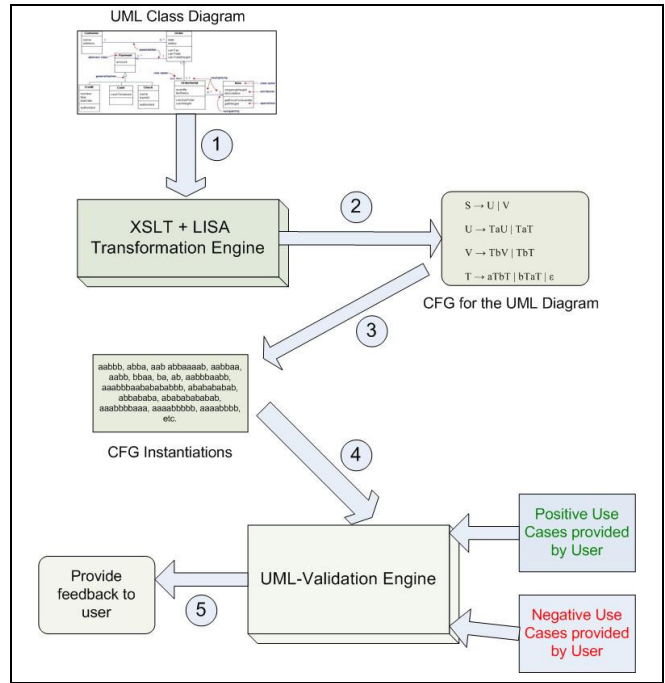 UML Class Diagram
1
XSLT + LISA
Transformation Engine
2
S → U | V
U → TaU | TaT
V → TbV | TbT
T → aTbT | bTaT | ε
CFG for the UML Diagram
3
aabbb, abba, aab abbaaaab, aabbaa,
aabb, bbaa, ba, ab, aabbbaabb,
aaabbbaabababababbb, ababababab,
abbababa, abababababab,
aaabbbbaaa, aaaabbbbb, aaaabbbb,
etc.
CFG Instantiations
4
Positive Use
Cases provided
by User
UML-Validation Engine
Provide
feedback to
user
5
Negative Use
Cases provided
by User